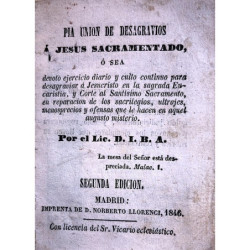 PIA UNION DE DESAGRAVIOS
Á JESUS SACRAMENTADO,
Ó SEA
devoto ejercicio diario y culto continuo para
desagraviar á Jesucristo en la sagrada Eu-
caristía, y Corte al Santísimo Sacramento,
en reparacion de los sacrilegios, ultrajes,
menosprecios y ofensas que le hacen en aquel
augusto misterio.
Por el Lic. D. I. B. A.
La mesa del Señor está des-
preciada. Malac. 1.
SEGUNDA EDICION.
MADRID:
IMPRENTA DE D. NORBERTO LLORENCI, 1846.
Con licencia del Sr. Vicario eclesiástico.